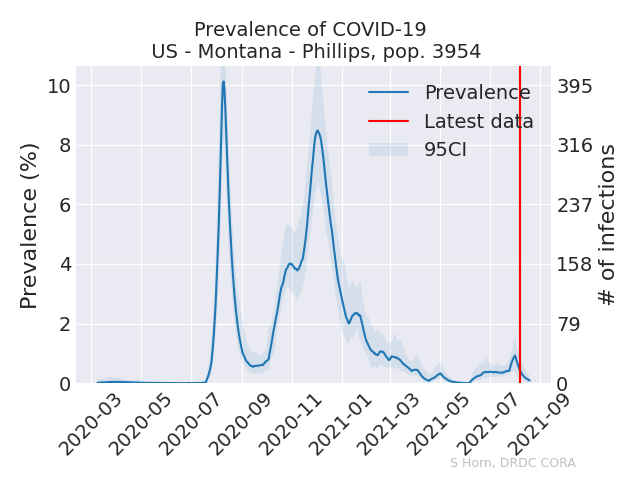 Prevalence of COVID-19
US - Montana - Phillips, pop. 3954
Prevalence (%)
10
8
6
4
2
0
Prevalence
Latest data
95CI
395
316
237
158
79
0
# of infections
2020-03
2020-05
2020-07
2020-09
2020-11
2021-01
2021-03
2021-05
2021-07
2021-09
S Horn, DRDC CORA